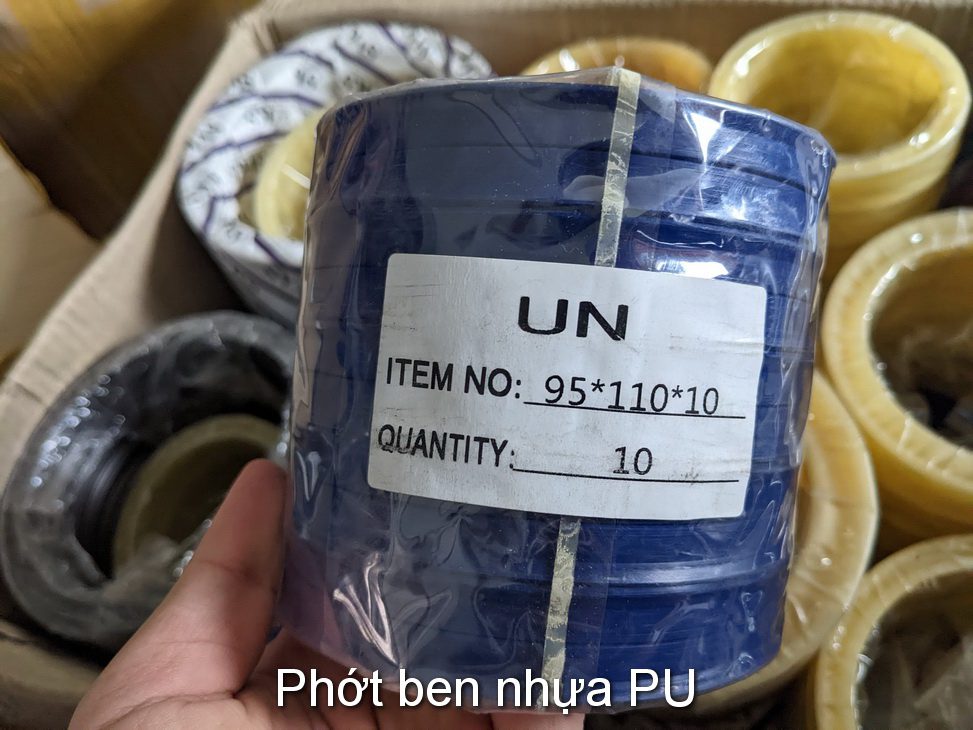 UN
ITEM NO: 95*110*10
QUANTITY: 10
Phớt ben nhựa PU